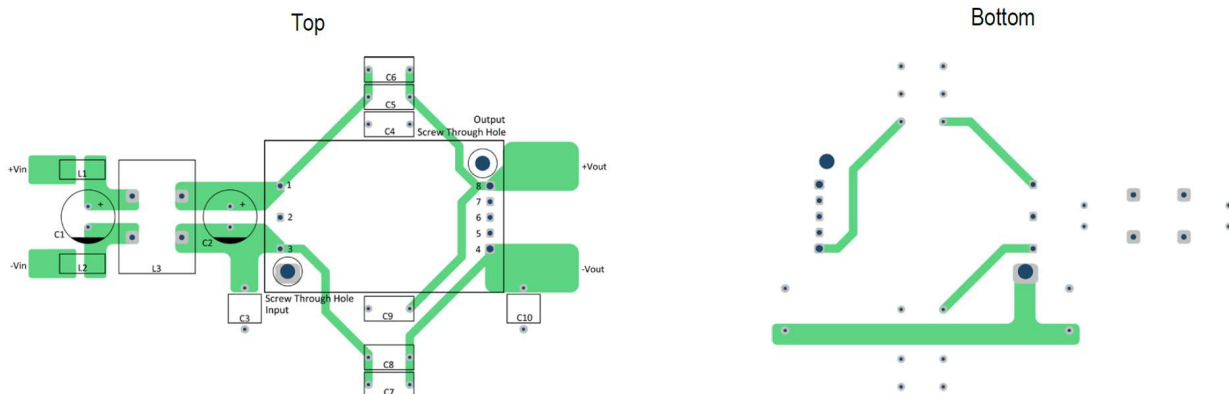 Top
Bottom
C6
C5
C4
Output
Screw Through Hole
+Vin
L1
+Vout
1
8
7
+
+
2
6
C1
C2
5
3
4
-Vin
L2
L3
-Vout
Screw Through Hole
Input
C3
C9
C10
C8
C7